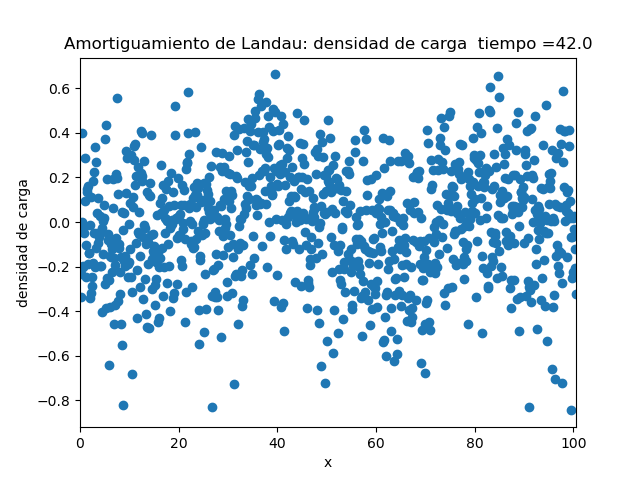 Amortiguamiento de Landau: densidad de carga  tiempo =42.0
densidad de carga
0.6
0.4
0.2
0.0
−0.2
−0.4
−0.6
−0.8
0 20 40 60 80 100
x